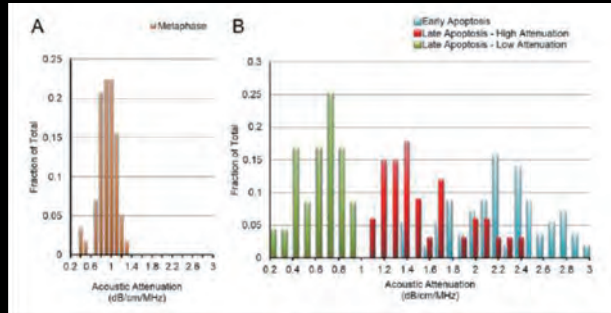 A
Metaphase
0.25
0.2
0.15
0.1
0.05
0
Fraction of Total
0.2 0.6 1 1.4 1.8 2.2 2.6 3
Acoustic Attenuation
(dB/cm/MHz)
B
Early Apoptosis
Late Apoptosis - High Attenuation
Late Apoptosis - Low Attenuation
0.3
0.25
0.2
0.15
0.1
0.05
0
Fraction of Total
0.2 0.4 0.6 0.8 1 1.2 1.4 1.6 1.8 2 2.2 2.4 2.6 2.8 3
Acoustic Attenuation
(dB/cm/MHz)